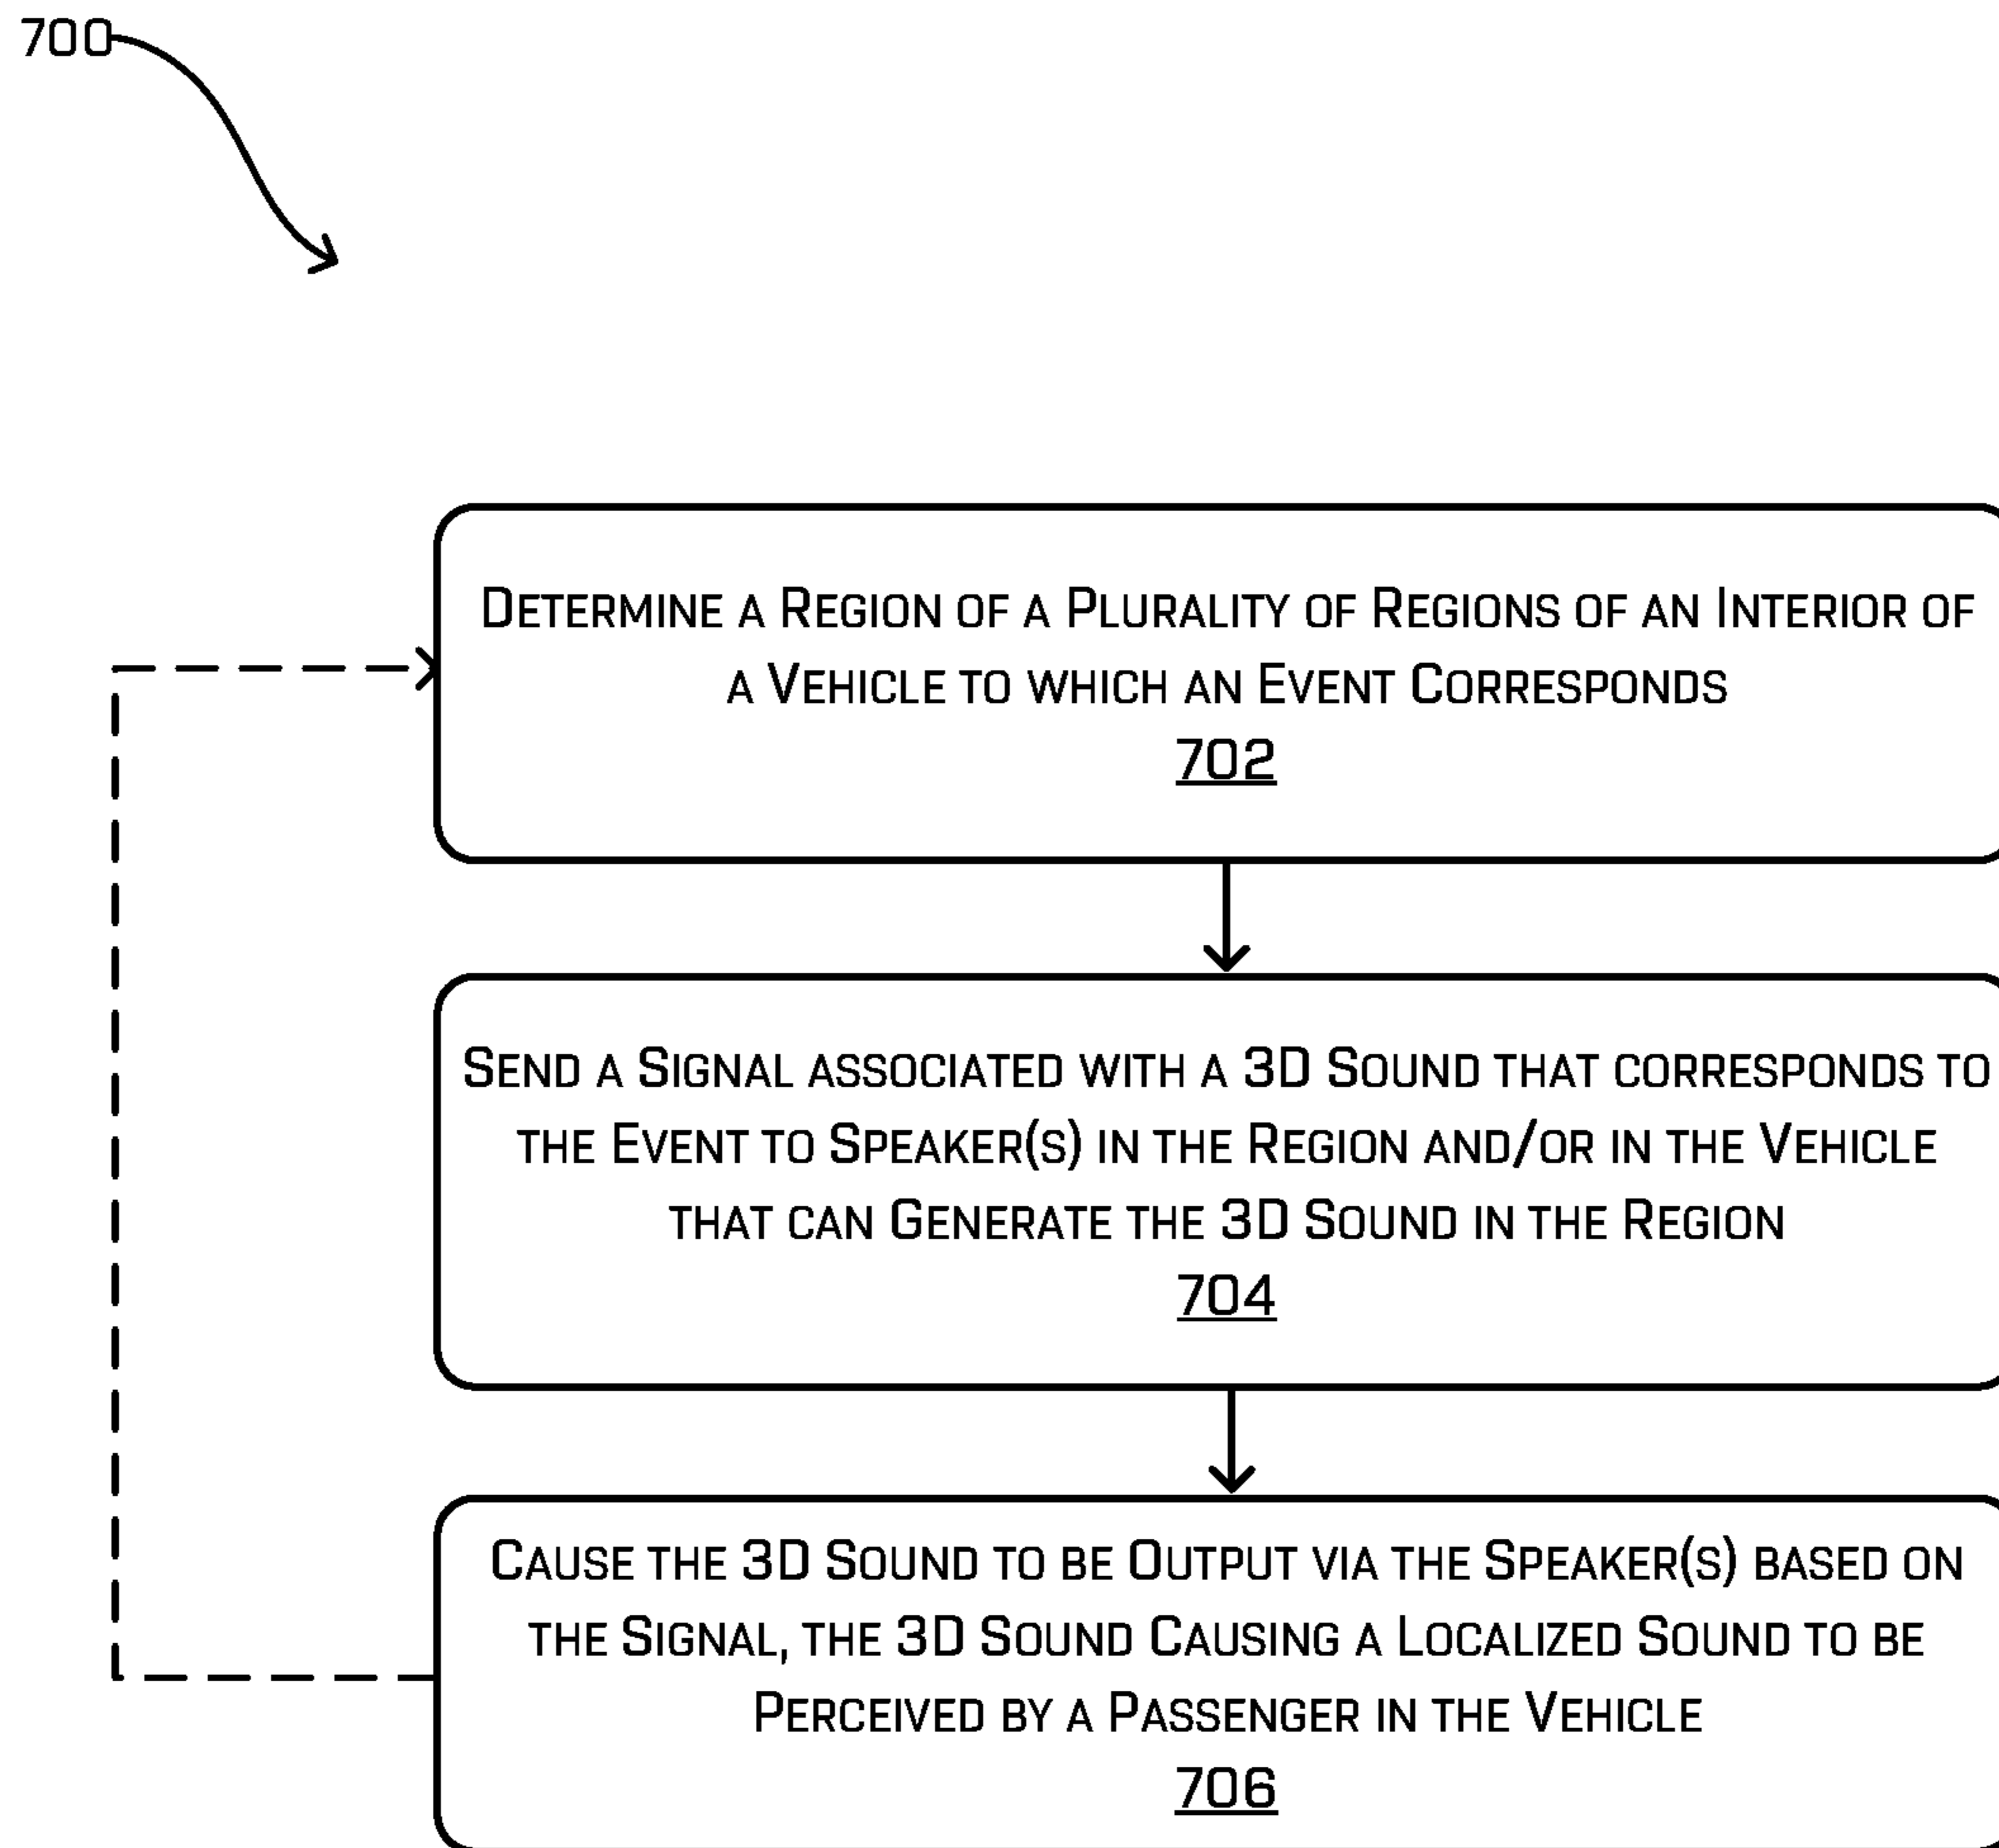 700
Determine a Region of a Plurality of Regions of an Interior of
a Vehicle to which an Event Corresponds
702
Send a Signal associated with a 3D Sound that corresponds to
the Event to Speaker(s) in the Region and/or in the Vehicle
that can Generate the 3D Sound in the Region
704
Cause the 3D Sound to be Output via the Speaker(s) based on
the Signal, the 3D Sound Causing a Localized Sound to be
Perceived by a Passenger in the Vehicle
706